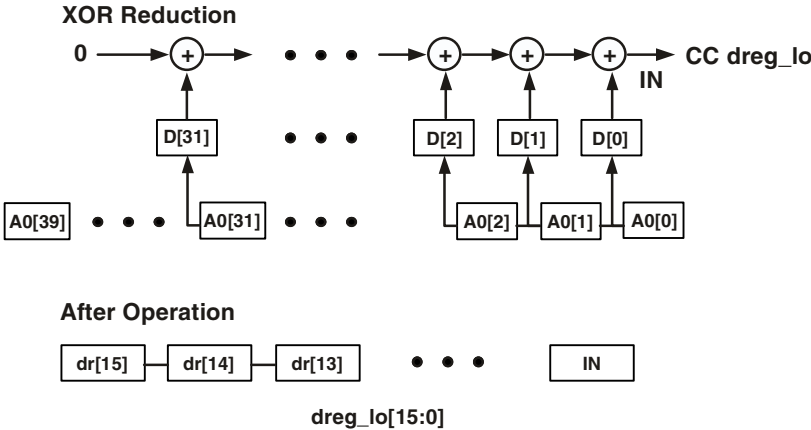 XOR Reduction
0 + + + + CC dreg_lo
IN
D[31] D[2] D[1] D[0]
A0[39] A0[31] A0[2] A0[1] A0[0]
After Operation
dr[15] dr[14] dr[13] IN
dreg_lo[15:0]